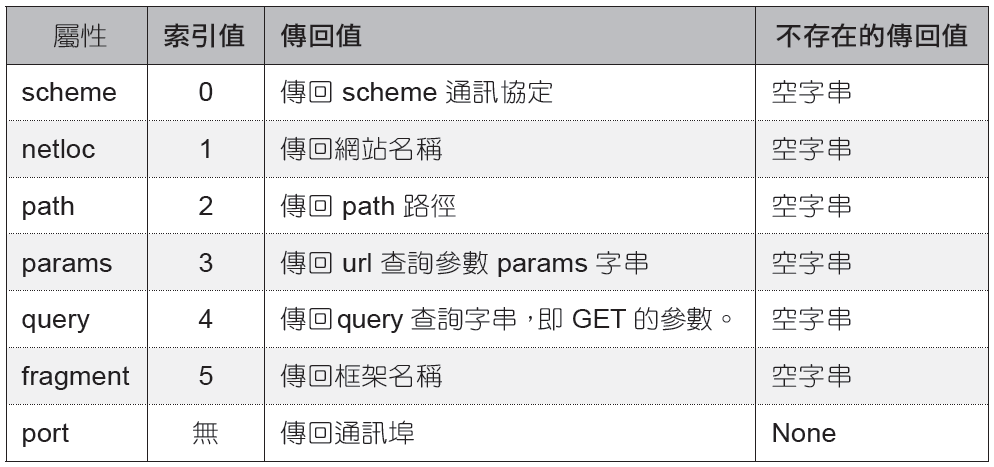 屬性 索引值 傳回值 不存在的傳回值
scheme 0 傳回 scheme 通訊協定 空字串
netloc 1 傳回網站名稱 空字串
path 2 傳回 path 路徑 空字串
params 3 傳回 url 查詢參數 params 字串 空字串
query 4 傳回query 查詢字串，即 GET 的參數。 空字串
fragment 5 傳回框架名稱 空字串
port 無 傳回通訊埠 None